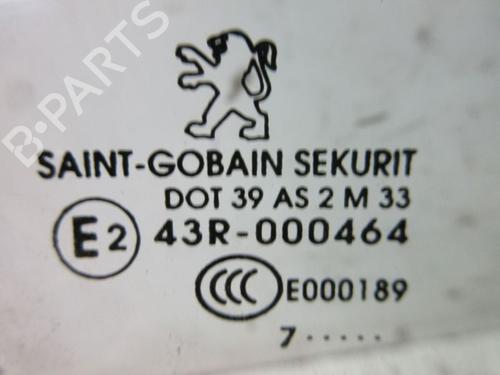 B-PARTS
SAINT-GOBAIN SEKURIT
DOT 39 AS 2 M 33
E2 43R-000464
CCC E000189
7·····